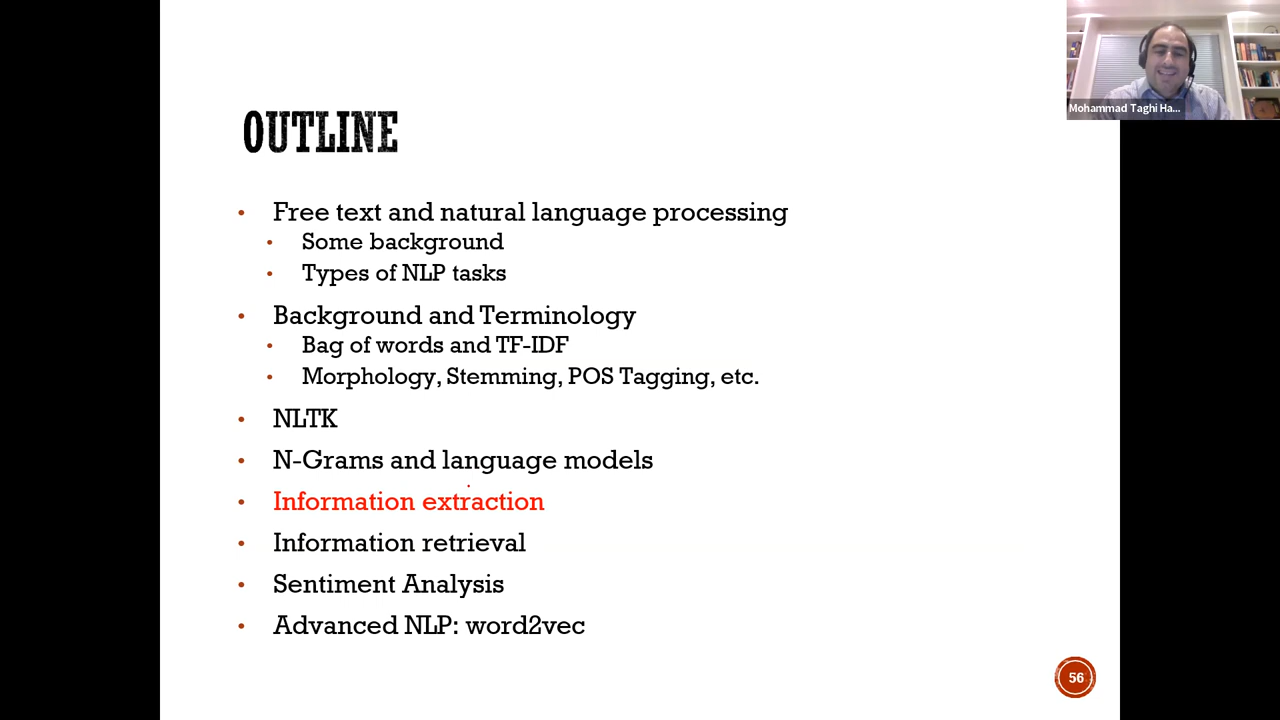 Mohammad Taghi Ha...
OUTLINE
• Free text and natural language processing
• Some background
• Types of NLP tasks
• Background and Terminology
• Bag of words and TF-IDF
• Morphology, Stemming, POS Tagging, etc.
• NLTK
• N-Grams and language models
• Information extraction
• Information retrieval
• Sentiment Analysis
• Advanced NLP: word2vec
56